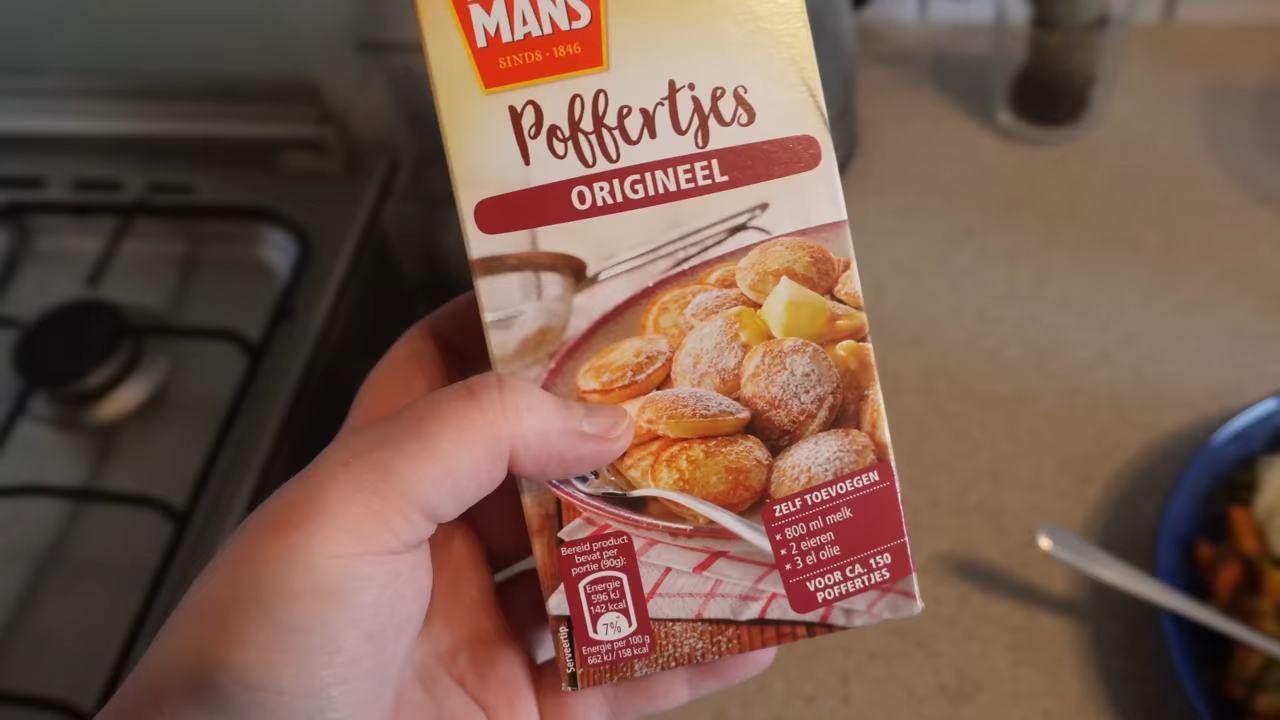 MANS
SINDS · 1846
Poffertjes
ORIGINEEL
ZELF TOEVOEGEN
* 800 ml melk
* 2 eieren
* 3 el olie
VOOR CA. 150
POFFERTJES
Bereid product
bevat per
portie (90g):
Energie
596 kJ
142 kcal
7%*
Energie per 100 g
662 kJ / 158 kcal
Serveertip